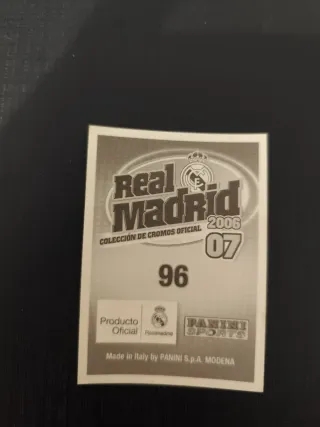 Real
Madrid
2006
COLECCIÓN DE CROMOS OFICIAL
07
96
Producto
Oficial
Realmadrid
PANINI
SPORTS
Made in Italy by PANINI S.p.A. MODENA